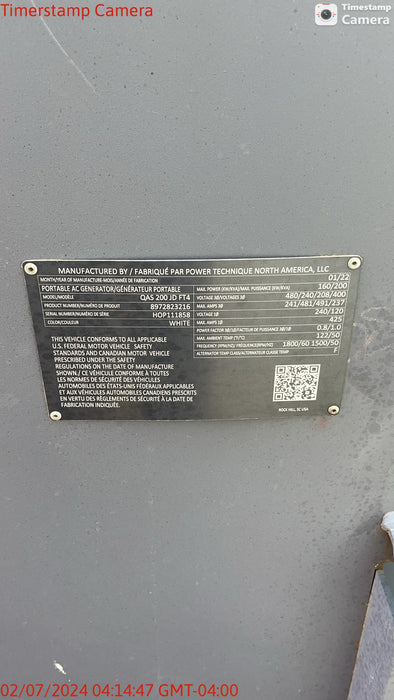 Timerstamp Camera
Timestamp
Camera
MANUFACTURED BY / FABRIQUÉ PAR POWER TECHNIQUE NORTH AMERICA, LLC
MONTH/YEAR OF MANUFACTURE-MOIS/ANNÉE DE FABRICATION 01/22
PORTABLE AC GENERATOR/GÉNÉRATEUR PORTABLE
MODEL/MODÈLE QAS 200 JD FT4
PRODUCT NUMBER/NUMÉRO DE PRODUIT 8972823216
SERIAL NUMBER/NUMÉRO DE SÉRIE HOP111858
COLOR/COULEUR WHITE
MAX. POWER (KW/KVA)/MAX. PUISSANCE (KW/KVA) 160/200
VOLTAGE 3Ø/VOLTAGES 3Ø 480/240/208/400
MAX. AMPS 3Ø 241/481/491/237
VOLTAGE 1Ø 240/120
MAX. AMPS 1Ø 425
POWER FACTOR 3Ø/1Ø/FACTEUR DE PUISSANCE 3Ø/1Ø 0.8/1.0
MAX. AMBIENT TEMP (°F/°C) 122/50
FREQUENCY (RPM/HZ)/FRÉQUENCE(RPM/HZ) 1800/60 1500/50
ALTERNATOR TEMP CLASS/ALTERNATEUR CLASSE TEMP F
THIS VEHICLE CONFORMS TO ALL APPLICABLE
U.S. FEDERAL MOTOR VEHICLE SAFETY
STANDARDS AND CANADIAN MOTOR VEHICLE
PRESCRIBED UNDER THE SAFETY
REGULATIONS ON THE DATE OF MANUFACTURE
SHOWN./ CE VÉHICULE CONFORME À TOUTES
LES NORMES DE SÉCURITÉ DES VÉHICULES
AUTOMOBILES DES ÉTATS-UNIS FÉDÉRAUX APPLICABLES
ET AUX VÉHICULES AUTOMOBILES CANADIENS PRESCRITS
EN VERTU DES RÈGLEMENTS DE SÉCURITÉ À LA DATE DE
FABRICATION INDIQUÉE.
ROCK HILL, SC USA
02/07/2024 04:14:47 GMT-04:00